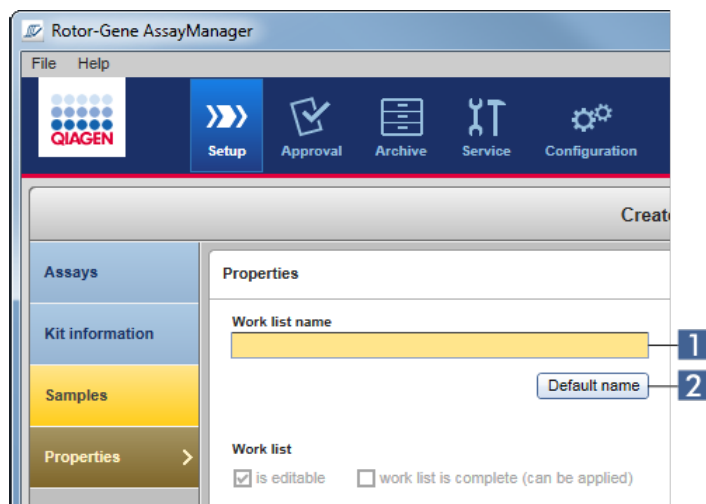 Rotor-Gene AssayManager
File Help
QIAGEN
Setup Approval Archive Service Configuration
Assays
Properties
Work list name
1
Kit information
Default name
2
Samples
Properties
Work list
is editable work list is complete (can be applied)